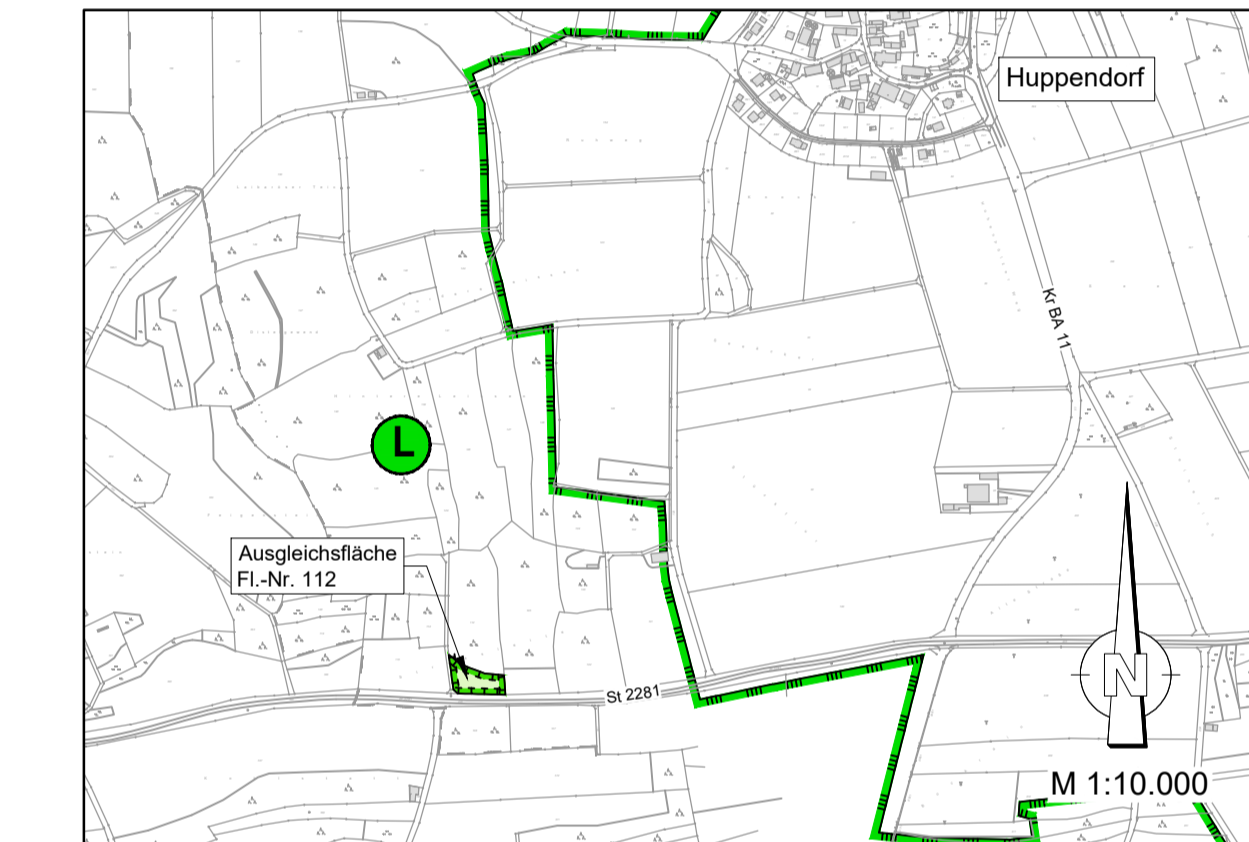 Huppendorf
Kr BA 11
L
Ausgleichsfläche
Fl.-Nr. 112
St 2281
N
M 1:10.000